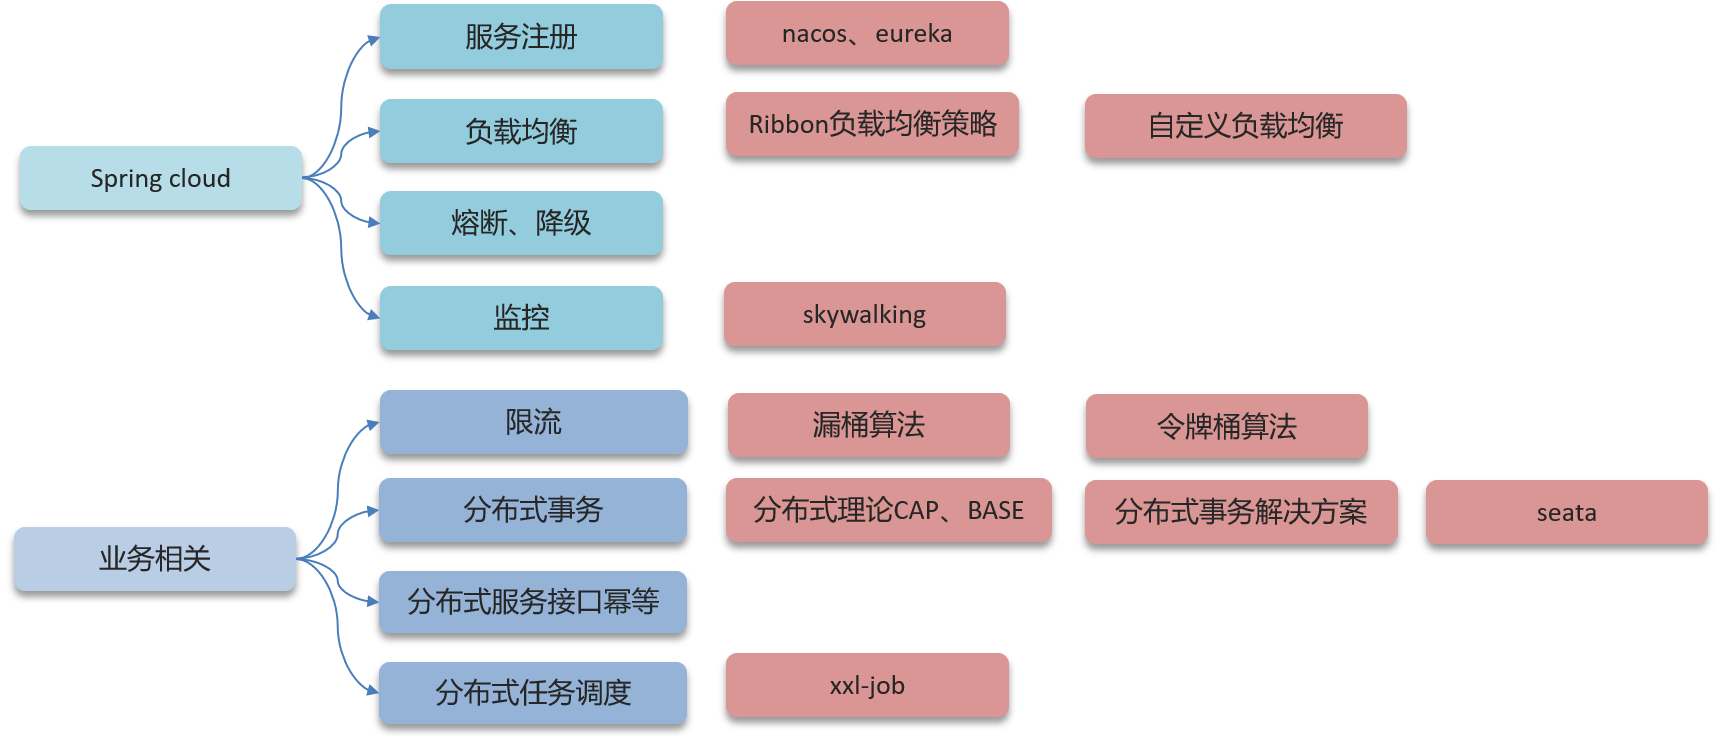 服务注册
nacos、eureka
负载均衡
Ribbon负载均衡策略
自定义负载均衡
Spring cloud
熔断、降级
监控
skywalking
限流
漏桶算法
令牌桶算法
分布式事务
分布式理论CAP、BASE
分布式事务解决方案
seata
业务相关
分布式服务接口幂等
分布式任务调度
xxl-job